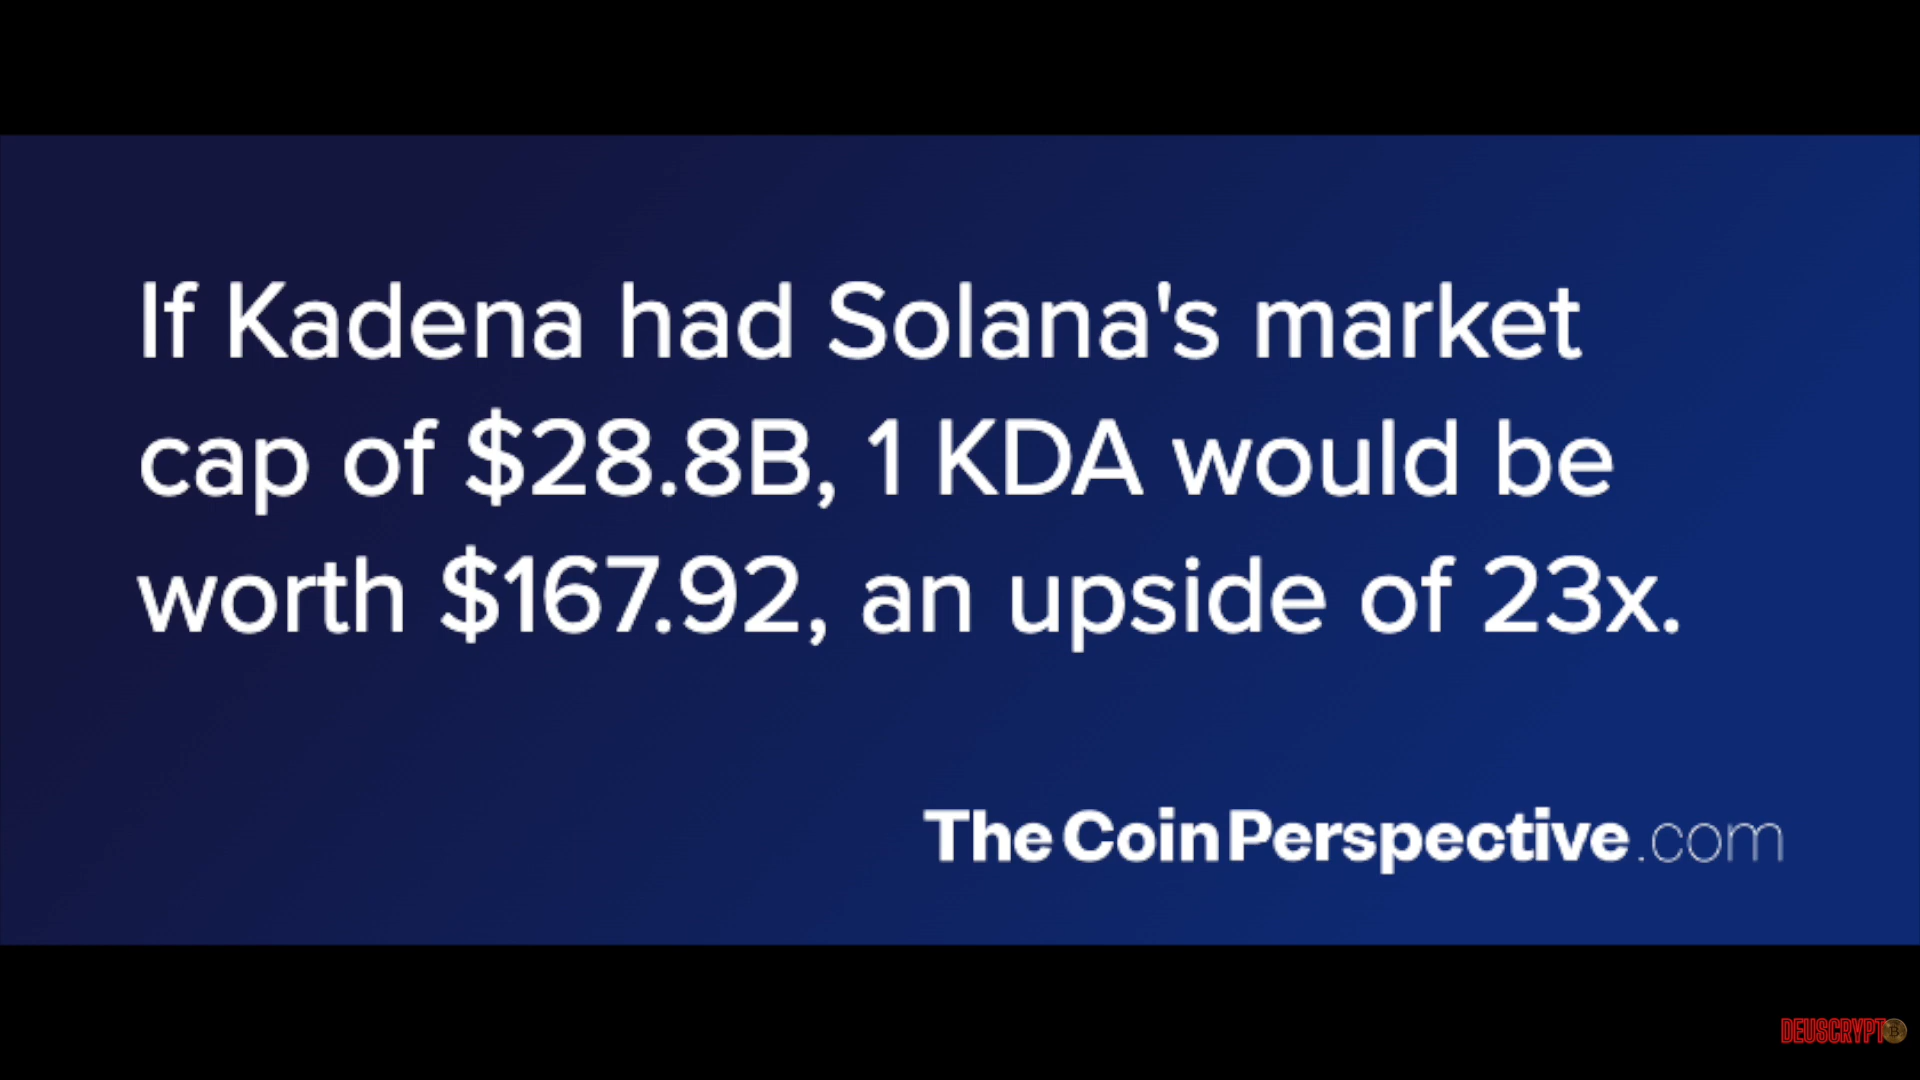 If Kadena had Solana's market
cap of $28.8B, 1 KDA would be
worth $167.92, an upside of 23x.
TheCoinPerspective.com
DEUSCRYPTO